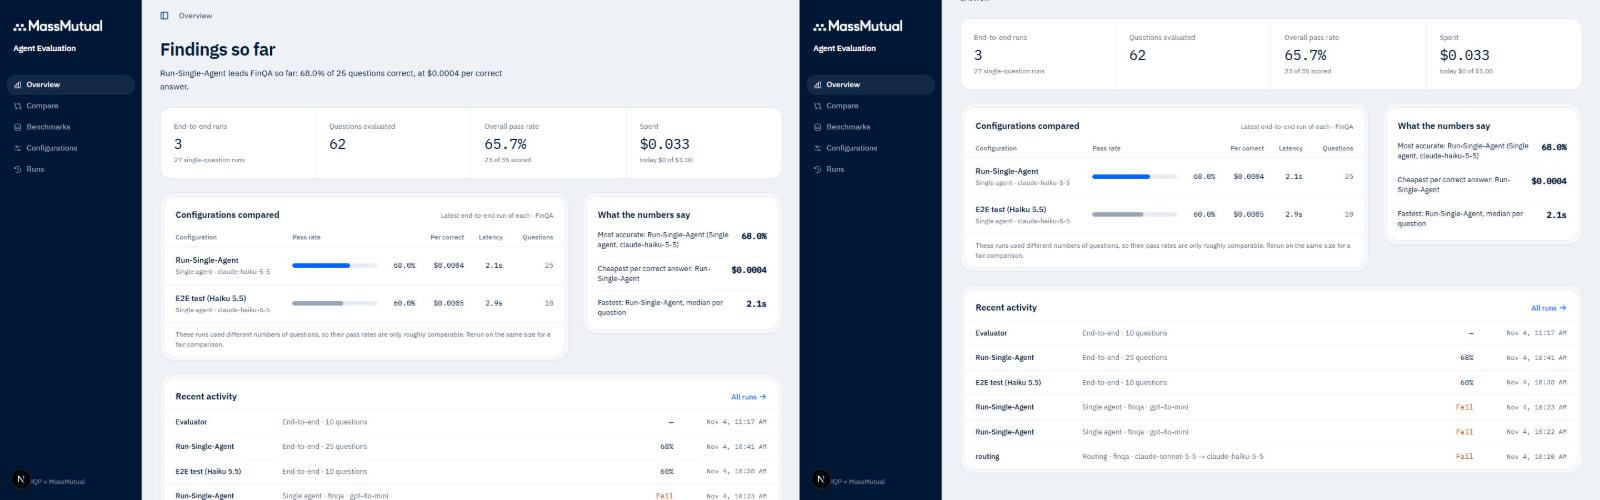 MassMutual
Agent Evaluation
Overview
Compare
Benchmarks
Configurations
Runs
N
IQP × MassMutual
Overview
Findings so far
Run-Single-Agent leads FinQA so far: 68.0% of 25 questions correct, at $0.0004 per correct
answer.
End-to-end runs
3
27 single-question runs
Questions evaluated
62
Overall pass rate
65.7%
23 of 35 scored
Spent
$0.033
today $0 of $1.00
Configurations compared
Latest end-to-end run of each · FinQA
Configuration Pass rate Per correct Latency Questions
Run-Single-Agent
Single agent · claude-haiku-5-5
68.0% $0.0004 2.1s 25
E2E test (Haiku 5.5)
Single agent · claude-haiku-5-5
60.0% $0.0005 2.9s 10
These runs used different numbers of questions, so their pass rates are only roughly comparable. Rerun on the same size for a
fair comparison.
What the numbers say
Most accurate: Run-Single-Agent (Single
agent, claude-haiku-5-5)
68.0%
Cheapest per correct answer: Run-
Single-Agent
$0.0004
Fastest: Run-Single-Agent, median per
question
2.1s
Recent activity
All runs →
Evaluator End-to-end · 10 questions – Nov 4, 11:17 AM
Run-Single-Agent End-to-end · 25 questions 68% Nov 4, 10:41 AM
E2E test (Haiku 5.5) End-to-end · 10 questions 60% Nov 4, 10:38 AM
Run-Single-Agent Single agent · finqa · gpt-4o-mini Fail Nov 4, 10:23 AM
MassMutual
Agent Evaluation
Overview
Compare
Benchmarks
Configurations
Runs
N
IQP × MassMutual
End-to-end runs
3
27 single-question runs
Questions evaluated
62
Overall pass rate
65.7%
23 of 35 scored
Spent
$0.033
today $0 of $1.00
Configurations compared
Latest end-to-end run of each · FinQA
Configuration Pass rate Per correct Latency Questions
Run-Single-Agent
Single agent · claude-haiku-5-5
68.0% $0.0004 2.1s 25
E2E test (Haiku 5.5)
Single agent · claude-haiku-5-5
60.0% $0.0005 2.9s 10
These runs used different numbers of questions, so their pass rates are only roughly comparable. Rerun on the same size for a
fair comparison.
What the numbers say
Most accurate: Run-Single-Agent (Single
agent, claude-haiku-5-5)
68.0%
Cheapest per correct answer: Run-
Single-Agent
$0.0004
Fastest: Run-Single-Agent, median per
question
2.1s
Recent activity
All runs →
Evaluator End-to-end · 10 questions – Nov 4, 11:17 AM
Run-Single-Agent End-to-end · 25 questions 68% Nov 4, 10:41 AM
E2E test (Haiku 5.5) End-to-end · 10 questions 60% Nov 4, 10:38 AM
Run-Single-Agent Single agent · finqa · gpt-4o-mini Fail Nov 4, 10:23 AM
Run-Single-Agent Single agent · finqa · gpt-4o-mini Fail Nov 4, 10:22 AM
routing Routing · finqa · claude-sonnet-5-5 → claude-haiku-5-5 Fail Nov 4, 10:20 AM